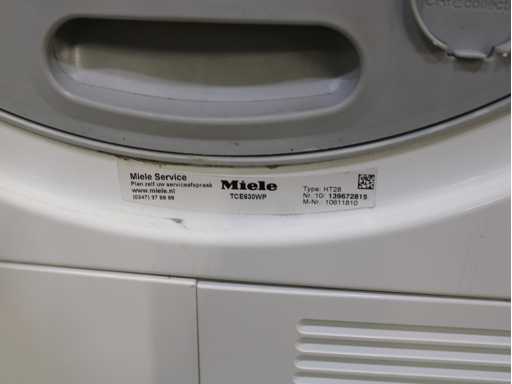 Miele Service
Plan zelf uw serviceafspraak
www.miele.nl
(0347) 37 88 88
Miele
TCE630WP
Type: HT28
Nr. 10/ 139672815
M-Nr. 10611810